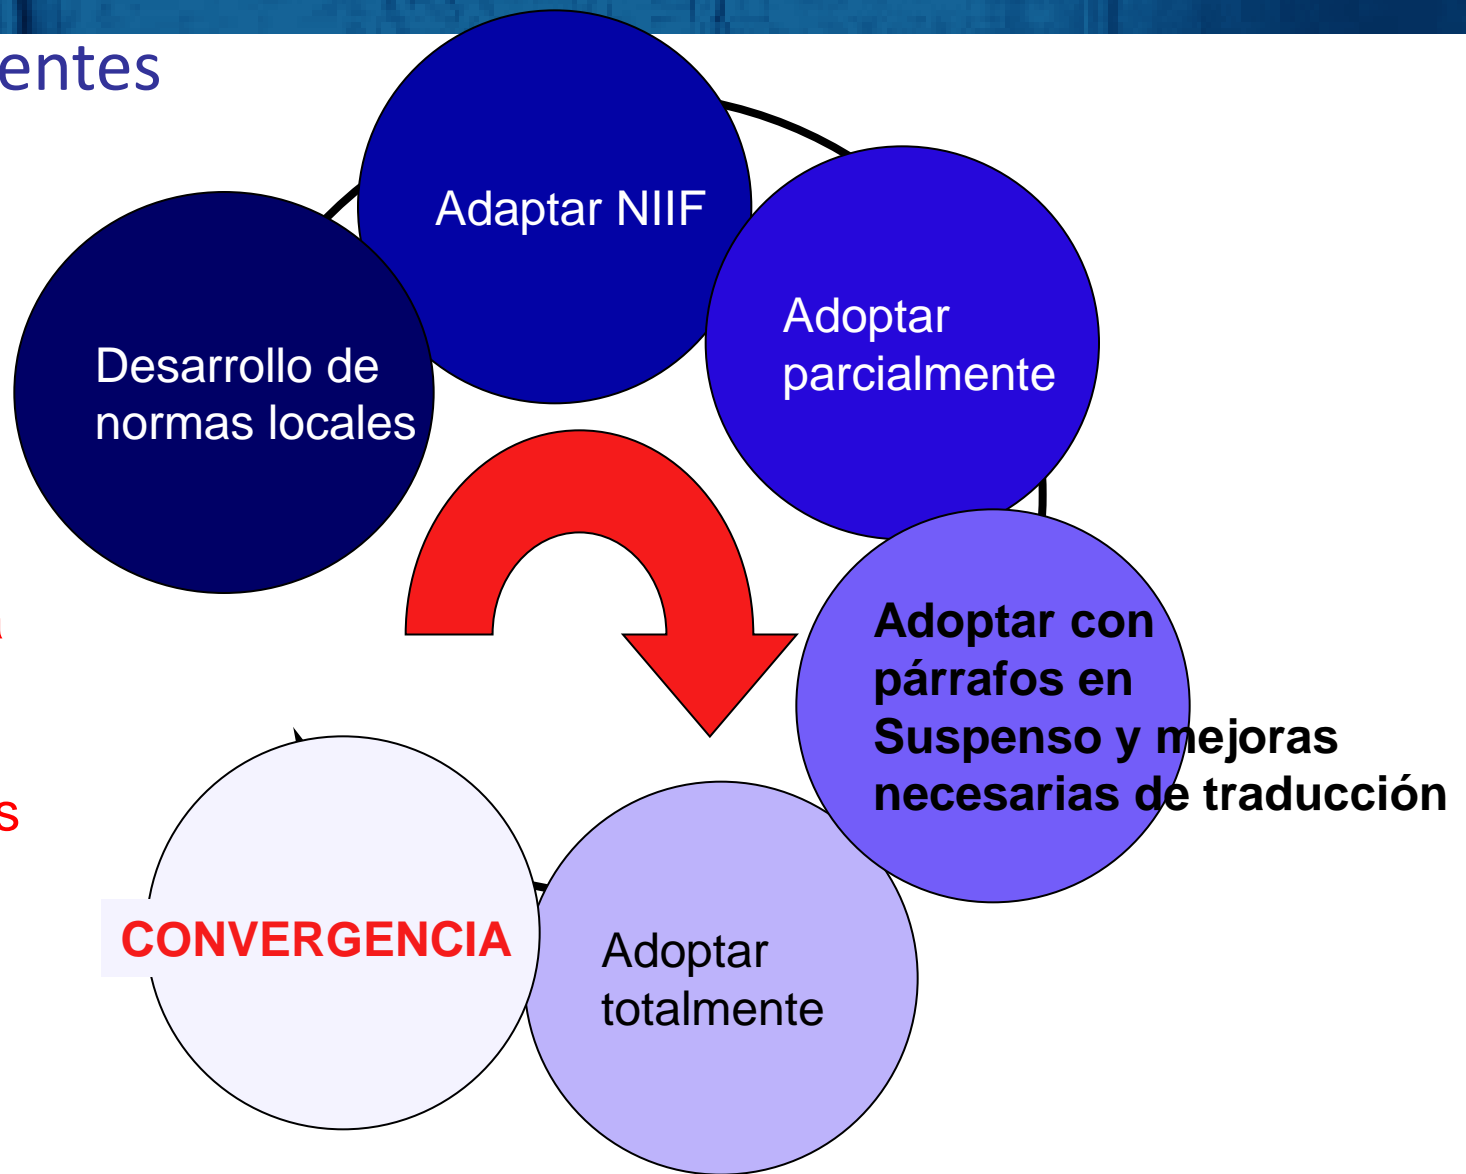 entes
Adaptar NIIF
Adoptar
parcialmente
Desarrollo de
normas locales
Adoptar con
párrafos en
Suspenso y mejoras
necesarias de traducción
s
CONVERGENCIA
Adoptar
totalmente